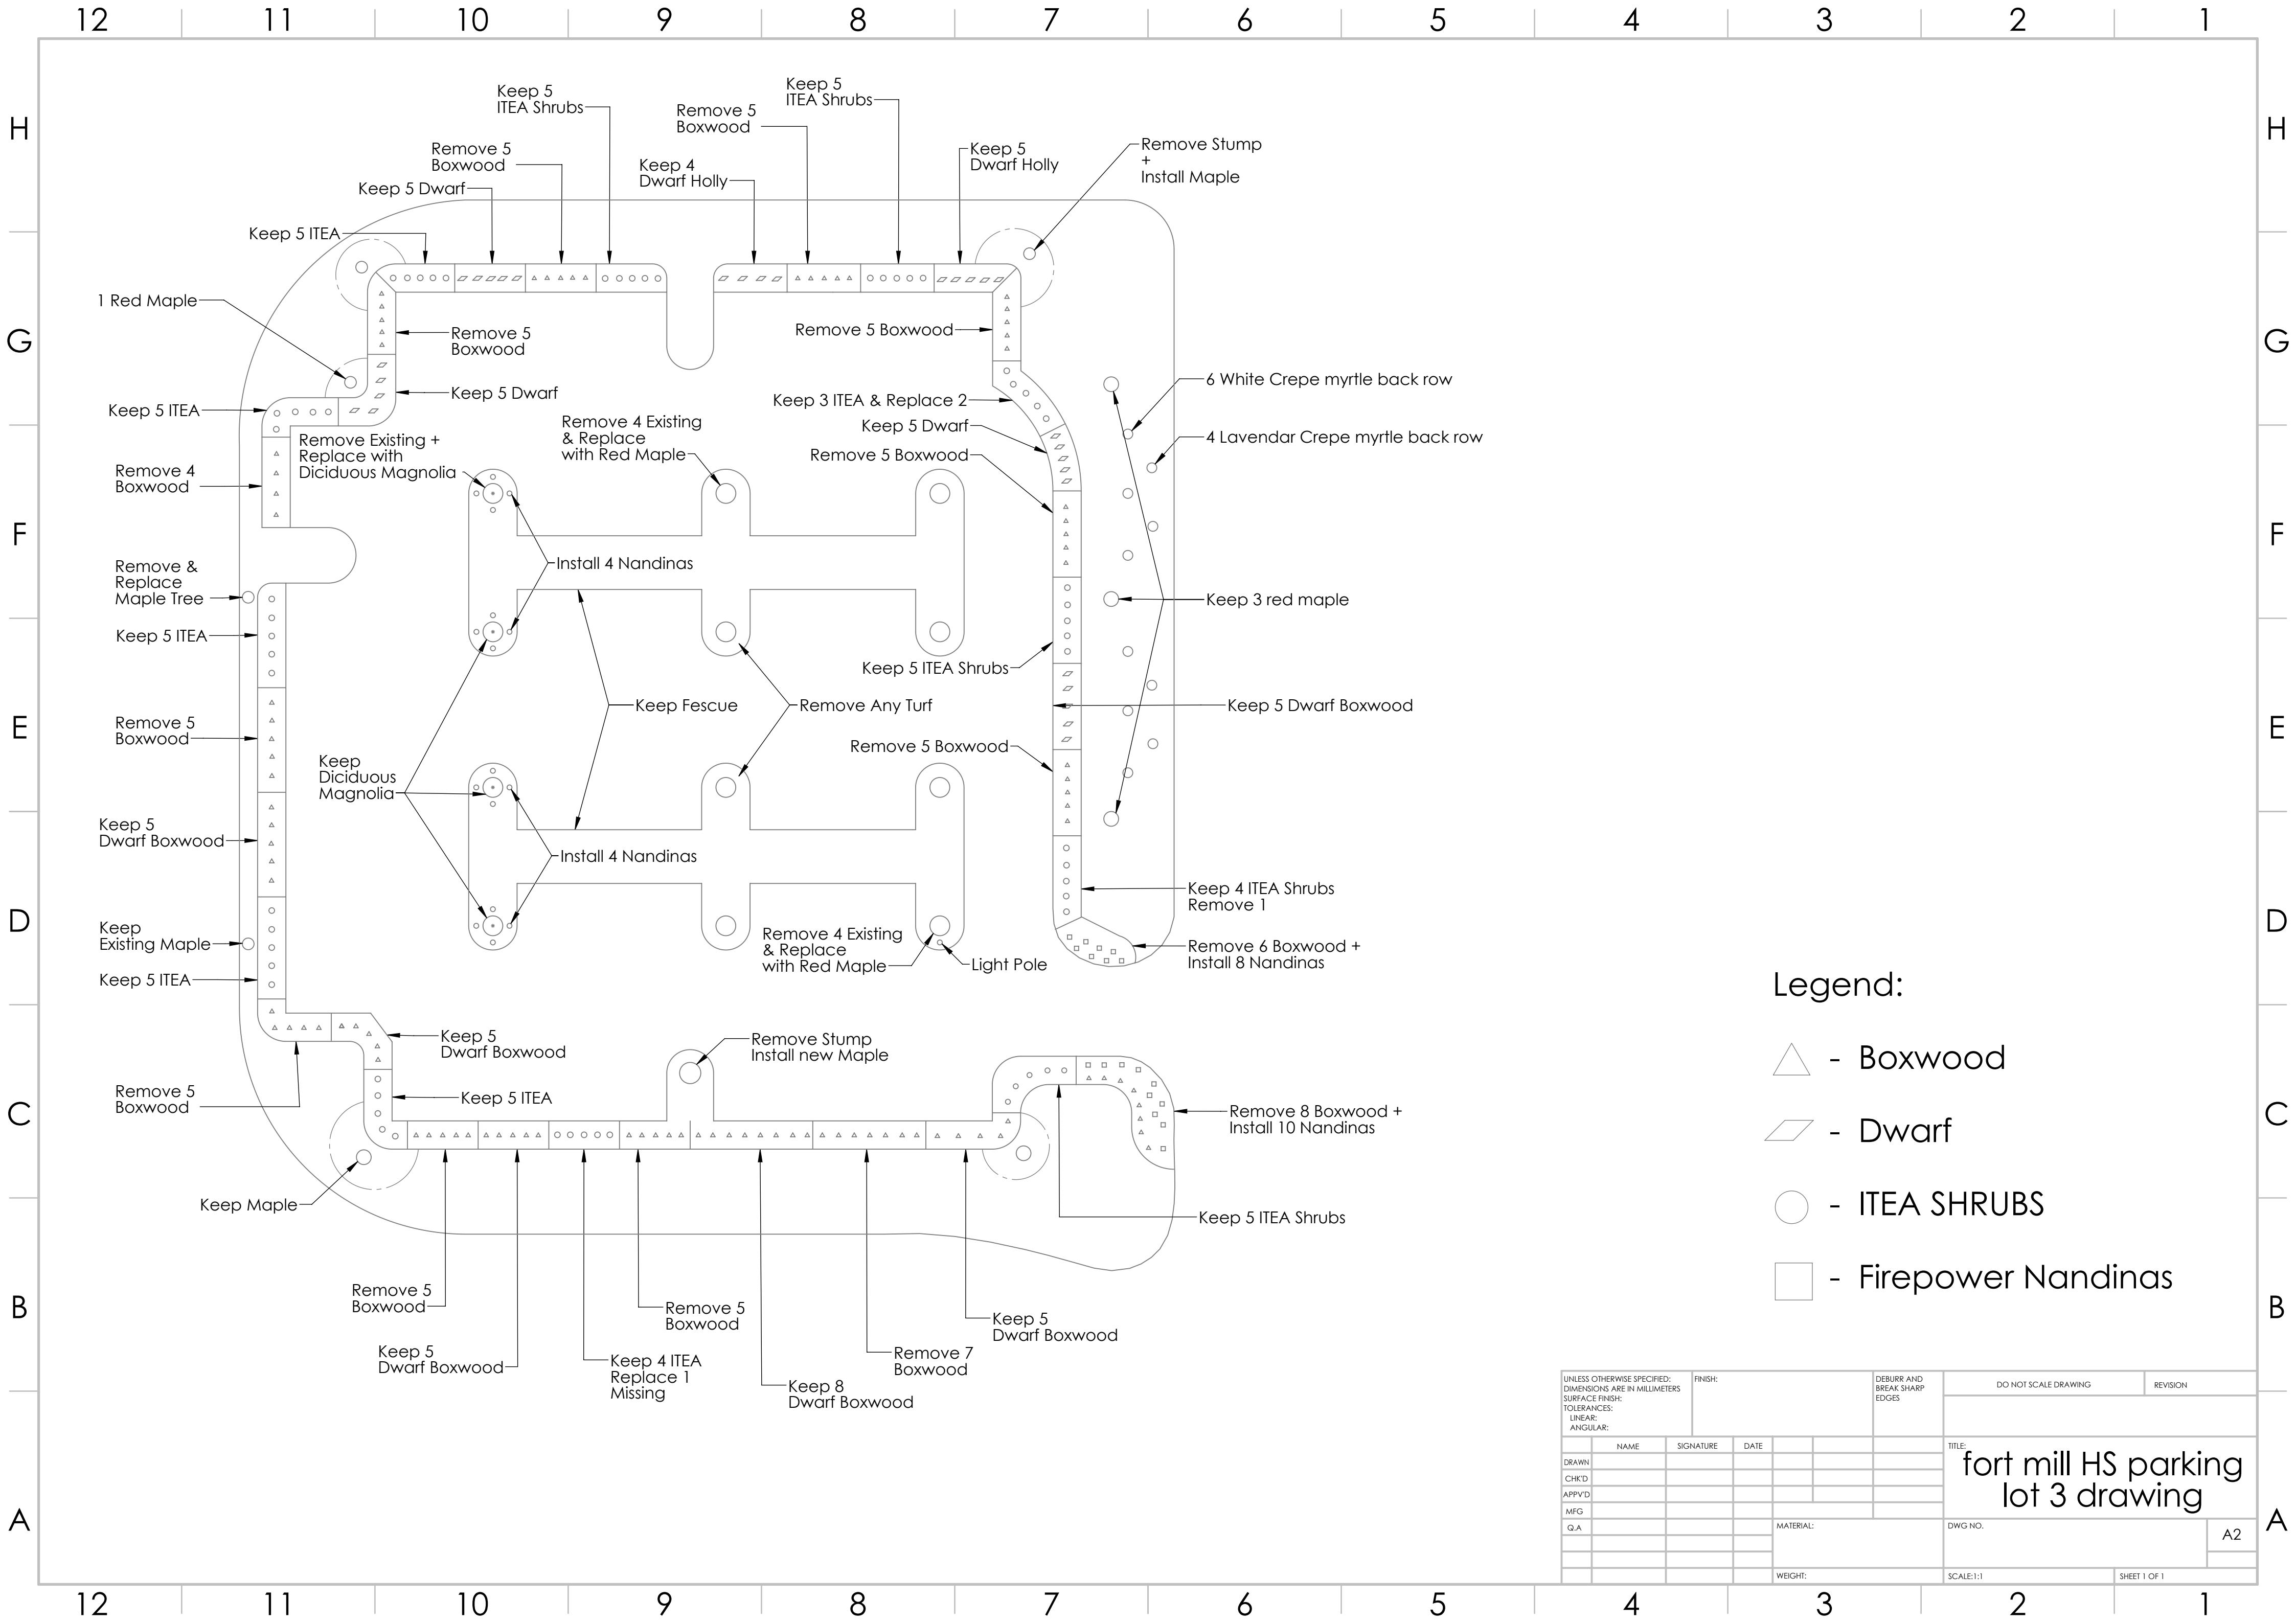 12 11 10 9 8 7 6 5 4 3 2 1
H
H
G
G
F
F
E
E
D
D
C
C
B
B
A
A
Keep 5
ITEA Shrubs
Keep 5
ITEA Shrubs
Remove 5
Boxwood
Remove 5
Boxwood
Keep 4
Dwarf Holly
Keep 5
Dwarf Holly
Remove Stump
+
Install Maple
Keep 5 Dwarf
Keep 5 ITEA
1 Red Maple
Remove 5
Boxwood
Remove 5 Boxwood
Keep 5 Dwarf
6 White Crepe myrtle back row
Keep 5 ITEA
Keep 3 ITEA & Replace 2
Remove Existing +
Replace with
Diciduous Magnolia
Remove 4 Existing
& Replace
with Red Maple
Keep 5 Dwarf
4 Lavendar Crepe myrtle back row
Remove 5 Boxwood
Remove 4
Boxwood
Install 4 Nandinas
Remove &
Replace
Maple Tree
Keep 3 red maple
Keep 5 ITEA
Keep 5 ITEA Shrubs
Keep Fescue
Remove Any Turf
Keep 5 Dwarf Boxwood
Remove 5
Boxwood
Remove 5 Boxwood
Keep
Diciduous
Magnolia
Keep 5
Dwarf Boxwood
Install 4 Nandinas
Keep 4 ITEA Shrubs
Remove 1
Keep
Existing Maple
Remove 4 Existing
& Replace
with Red Maple
Light Pole
Remove 6 Boxwood +
Install 8 Nandinas
Keep 5 ITEA
Keep 5
Dwarf Boxwood
Remove Stump
Install new Maple
Remove 5
Boxwood
Keep 5 ITEA
Remove 8 Boxwood +
Install 10 Nandinas
Keep Maple
Keep 5 ITEA Shrubs
Remove 5
Boxwood
Remove 5
Boxwood
Keep 5
Dwarf Boxwood
Keep 5
Dwarf Boxwood
Keep 4 ITEA
Replace 1
Missing
Remove 7
Boxwood
Keep 8
Dwarf Boxwood
Legend:
- Boxwood
- Dwarf
- ITEA SHRUBS
- Firepower Nandinas
UNLESS OTHERWISE SPECIFIED:
DIMENSIONS ARE IN MILLIMETERS
SURFACE FINISH:
TOLERANCES:
LINEAR:
ANGULAR:
FINISH:
DEBURR AND
BREAK SHARP
EDGES
DO NOT SCALE DRAWING
REVISION
NAME
SIGNATURE
DATE
DRAWN
CHK'D
APPV'D
MFG
Q.A
TITLE:
fort mill HS parking
lot 3 drawing
MATERIAL:
DWG NO.
A2
WEIGHT:
SCALE:1:1
SHEET 1 OF 1
12 11 10 9 8 7 6 5 4 3 2 1